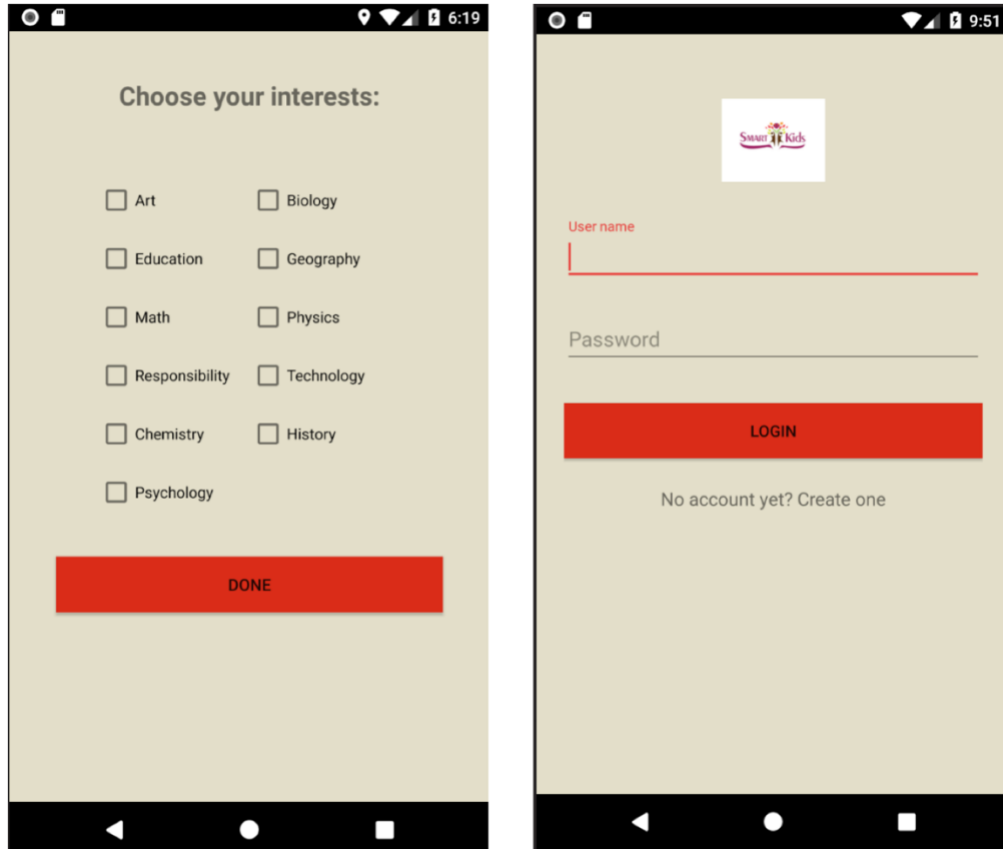 6:19
Choose your interests:
Art
Biology
Education
Geography
Math
Physics
Responsibility
Technology
Chemistry
History
Psychology
DONE
9:51
SMART Kids
User name
Password
LOGIN
No account yet? Create one